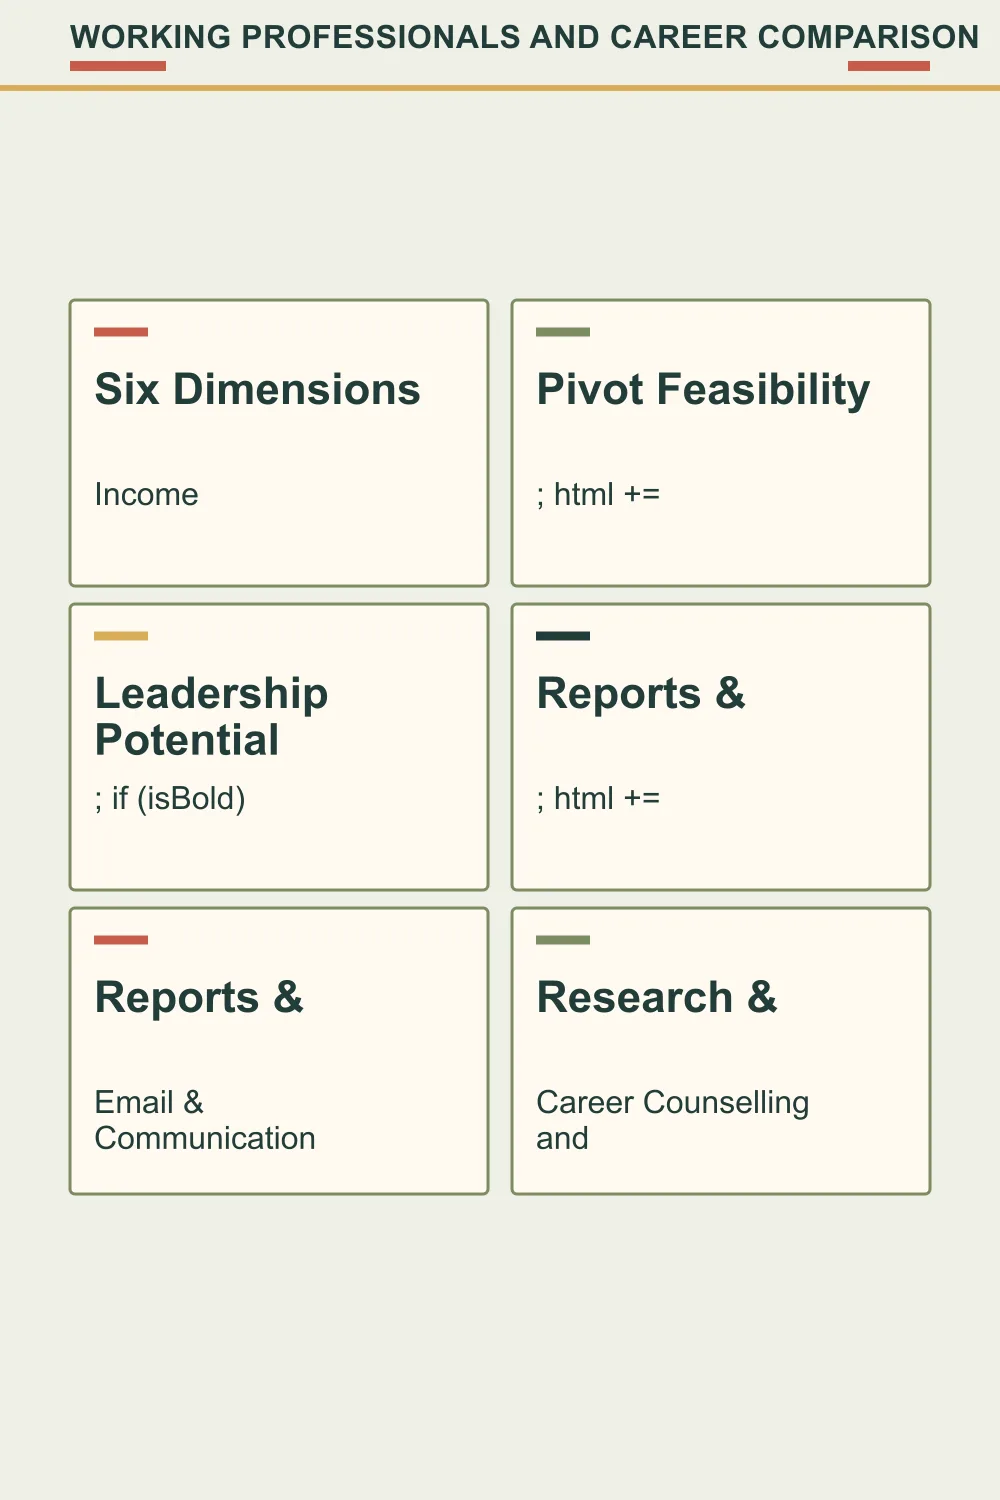 WORKING PROFESSIONALS AND CAREER COMPARISON
Six Dimensions
Income
Pivot Feasibility
; html +=
Leadership
Potential
; if (isBold)
Reports &
; html +=
Reports &
Email &
Communication
Research &
Career Counselling
and